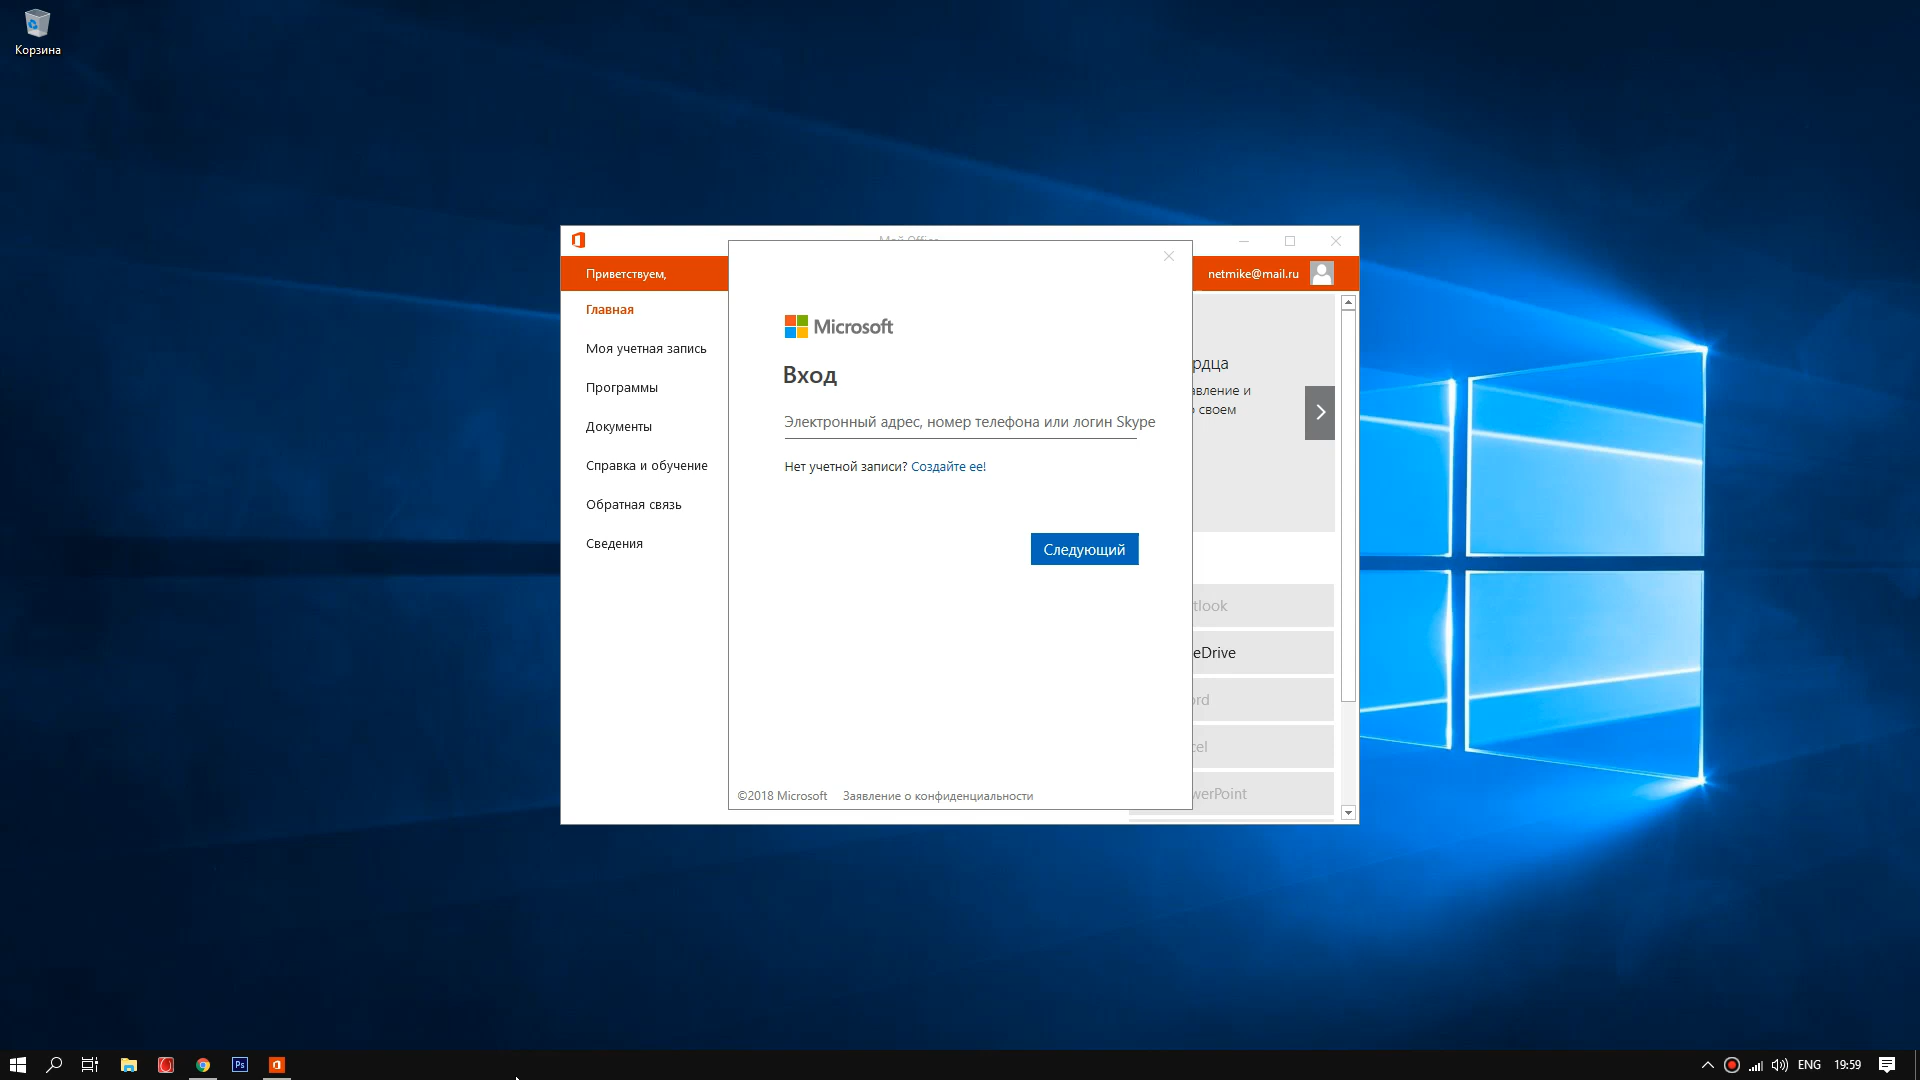 Корзина
Приветствуем,
netmike@mail.ru
Главная
Моя учетная запись
Программы
Документы
Справка и обучение
Обратная связь
Сведения
Microsoft
Вход
Электронный адрес, номер телефона или логин Skype
Нет учетной записи? Создайте ее!
Следующий
©2018 Microsoft Заявление о конфиденциальности
рдца
авление и
своем
tlook
eDrive
rd
cel
werPoint
Ps
ENG 19:59